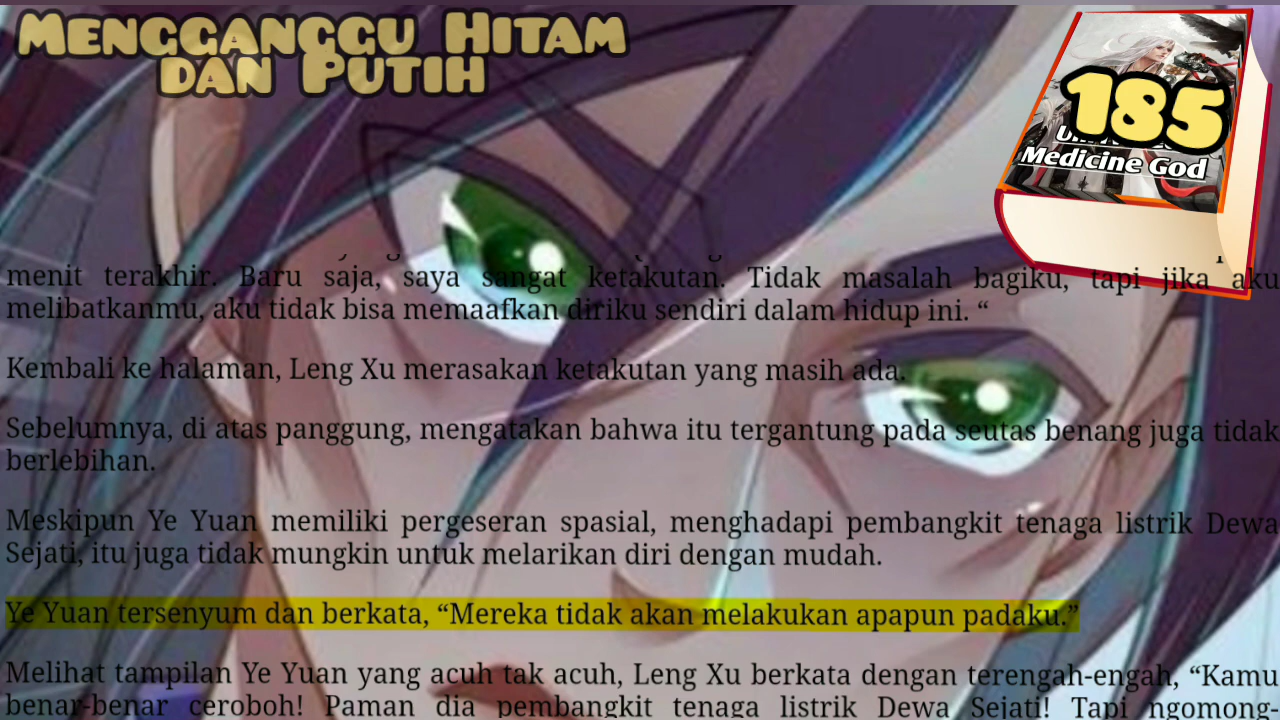 MENGGANGGU HITAM
DAN PUTIH
185
Medicine God
menit terakhir. Baru saja, saya sangat ketakutan. Tidak masalah bagiku, tapi jika aku
melibatkanmu, aku tidak bisa memaafkan diriku sendiri dalam hidup ini. “
Kembali ke halaman, Leng Xu merasakan ketakutan yang masih ada.
Sebelumnya, di atas panggung, mengatakan bahwa itu tergantung pada seutas benang juga tidak
berlebihan.
Meskipun Ye Yuan memiliki pergeseran spasial, menghadapi pembangkit tenaga listrik Dewa
Sejati, itu juga tidak mungkin untuk melarikan diri dengan mudah.
Ye Yuan tersenyum dan berkata, “Mereka tidak akan melakukan apapun padaku.”
Melihat tampilan Ye Yuan yang acuh tak acuh, Leng Xu berkata dengan terengah-engah, “Kamu
benar-benar ceroboh! Paman dia pembangkit tenaga listrik Dewa Sejati! Tapi ngomong-